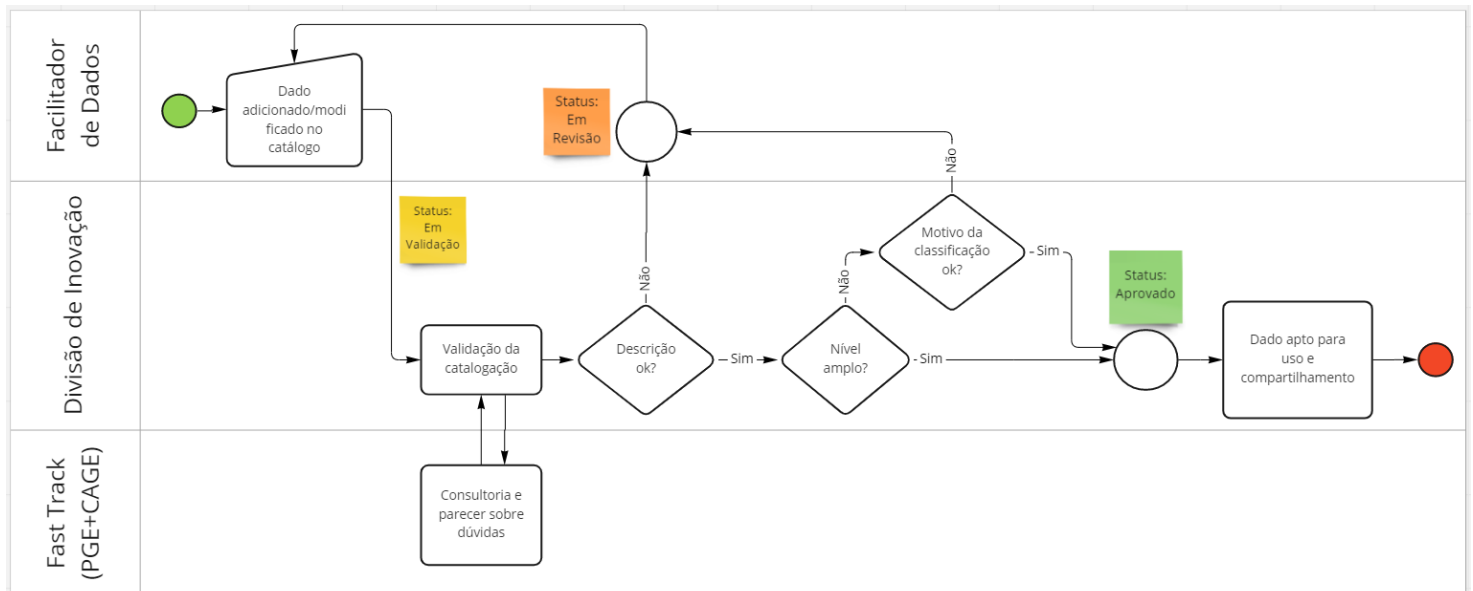 Facilitador
de Dados
Dado
adicionado/modi
ficado no
catálogo
Status:
Em
Revisão
Não
Divisão de Inovação
Status:
Em
Validação
Validação da
catalogação
Não
Descrição
ok?
Sim
Nível
amplo?
Não
Sim
Motivo da
classificação
ok?
Sim
Status:
Aprovado
Dado apto para
uso e
compartilhamento
Fast Track
(PGE+CAGE)
Consultoria e
parecer sobre
dúvidas